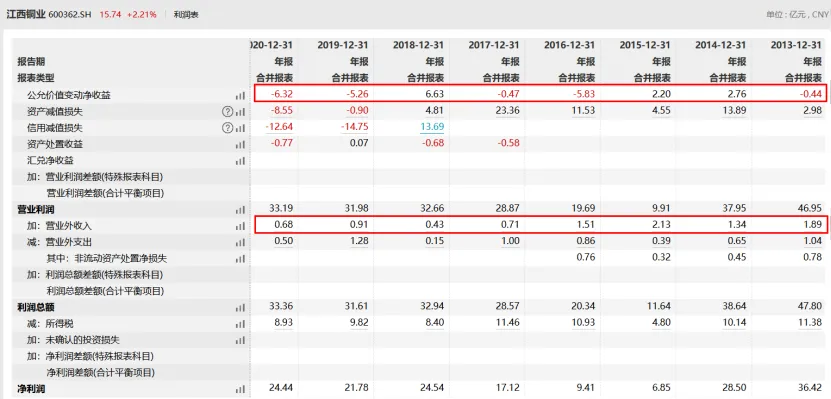 江西铜业 600362.SH 15.74 +2.21% 利润表 单位 : 亿元 , CNY
报告期 020-12-31 2019-12-31 2018-12-31 2017-12-31 2016-12-31 2015-12-31 2014-12-31 2013-12-31
年报 年报 年报 年报 年报 年报 年报 年报
报表类型 合并报表 合并报表 合并报表 合并报表 合并报表 合并报表 合并报表 合并报表
公允价值变动净收益 -6.32 -5.26 6.63 -0.47 -5.83 2.20 2.76 -0.44
资产减值损失 ? -8.55 -0.90 4.81 23.36 11.53 4.55 13.89 2.98
信用减值损失 ? -12.64 -14.75 13.69
资产处置收益 -0.77 0.07 -0.68 -0.58
汇兑净收益
加: 营业利润差额(特殊报表科目)
营业利润差额(合计平衡项目)
营业利润 33.19 31.98 32.66 28.87 19.69 9.91 37.95 46.95
加: 营业外收入 0.68 0.91 0.43 0.71 1.51 2.13 1.34 1.89
减: 营业外支出 0.50 1.28 0.15 1.00 0.86 0.39 0.65 1.04
其中: 非流动资产处置净损失 0.76 0.32 0.45 0.78
加: 利润总额差额(特殊报表科目)
利润总额差额(合计平衡项目)
利润总额 33.36 31.61 32.94 28.57 20.34 11.64 38.64 47.80
减: 所得税 8.93 9.82 8.40 11.46 10.93 4.80 10.14 11.38
加: 未确认的投资损失
加: 净利润差额(特殊报表科目)
净利润差额(合计平衡项目)
净利润 24.44 21.78 24.54 17.12 9.41 6.85 28.50 36.42